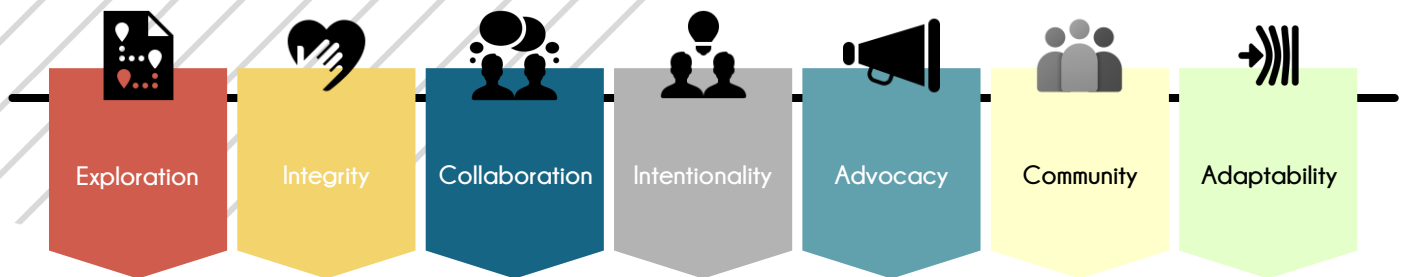 Exploration
Integrity
Collaboration
Intentionality
Advocacy
Community
Adaptability